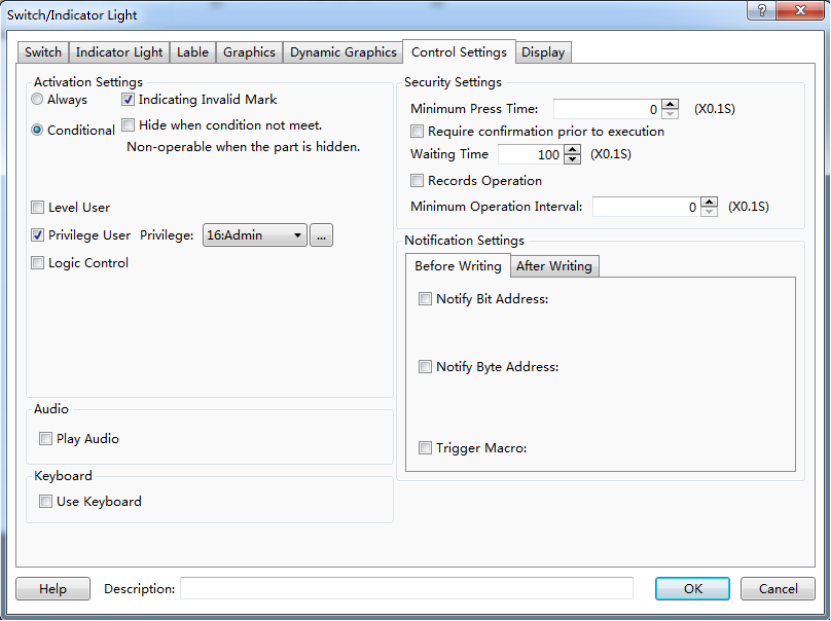 Switch/Indicator Light
?
Switch Indicator Light Lable Graphics Dynamic Graphics Control Settings Display
Activation Settings
Always Indicating Invalid Mark
Conditional Hide when condition not meet.
Non-operable when the part is hidden.
Level User
Privilege User Privilege: 16:Admin ...
Logic Control
Audio
Play Audio
Keyboard
Use Keyboard
Security Settings
Minimum Press Time: 0 (X0.1S)
Require confirmation prior to execution
Waiting Time 100 (X0.1S)
Records Operation
Minimum Operation Interval: 0 (X0.1S)
Notification Settings
Before Writing After Writing
Notify Bit Address:
Notify Byte Address:
Trigger Macro:
Help Description: OK Cancel